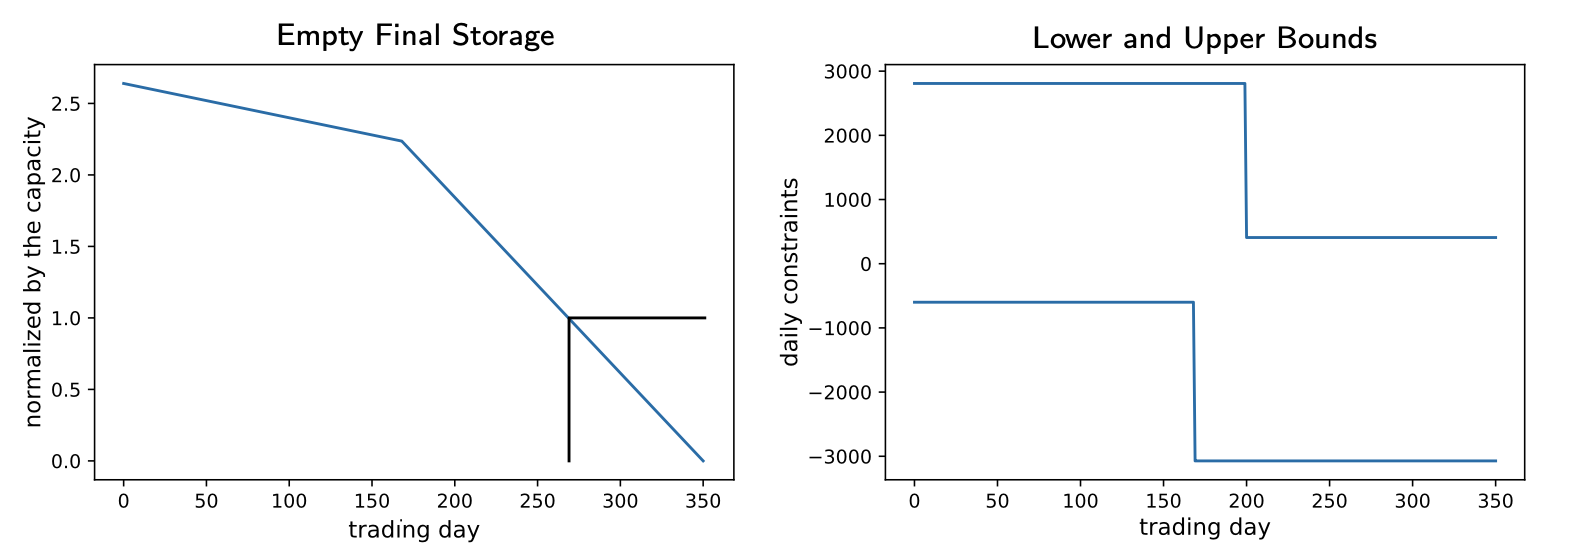 Empty Final Storage
normalized by the capacity
2.5
2.0
1.5
1.0
0.5
0.0
0 50 100 150 200 250 300 350
trading day
Lower and Upper Bounds
daily constraints
3000
2000
1000
0
−1000
−2000
−3000
0 50 100 150 200 250 300 350
trading day